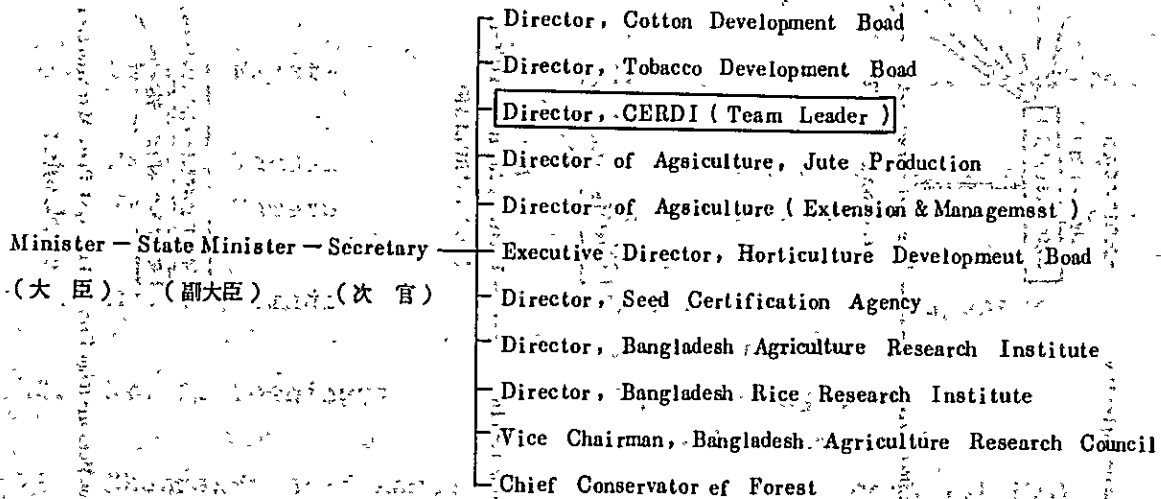 Director, Cotton Development Boad
Director, Tobacco Development Boad
Director, CERDI ( Team Leader )
Director of Agsiculture, Jute Production
Director of Agsiculture ( Extension & Managemsst )
Minister — State Minister — Secretary
Executive Director, Horticulture Developmeut Boad
(大 臣) (副大臣) (次 官)
Director, Seed Certification Agency
Director, Bangladesh Agriculture Research Institute
Director, Bangladesh Rice Research Institute
Vice Chairman, Bangladesh Agriculture Research Council
Chief Conservator ef Forest